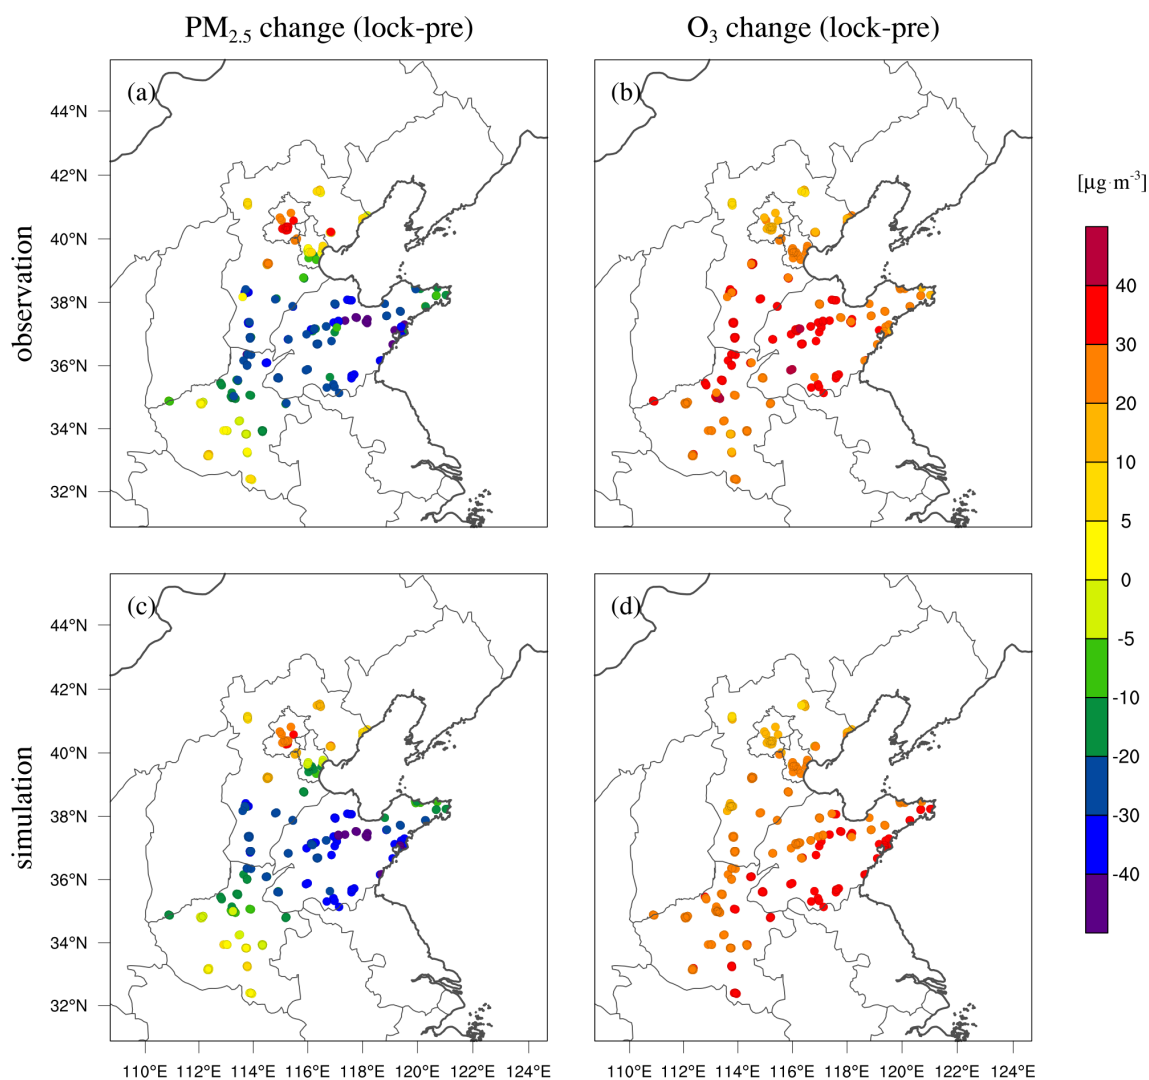 PM2.5 change (lock-pre)
O3 change (lock-pre)
(a)
(b)
44°N
42°N
40°N
38°N
36°N
34°N
32°N
observation
[µg·m-3]
40
30
20
10
5
0
-5
-10
-20
-30
-40
(c)
(d)
44°N
42°N
40°N
38°N
36°N
34°N
32°N
simulation
110°E 112°E 114°E 116°E 118°E 120°E 122°E 124°E
110°E 112°E 114°E 116°E 118°E 120°E 122°E 124°E